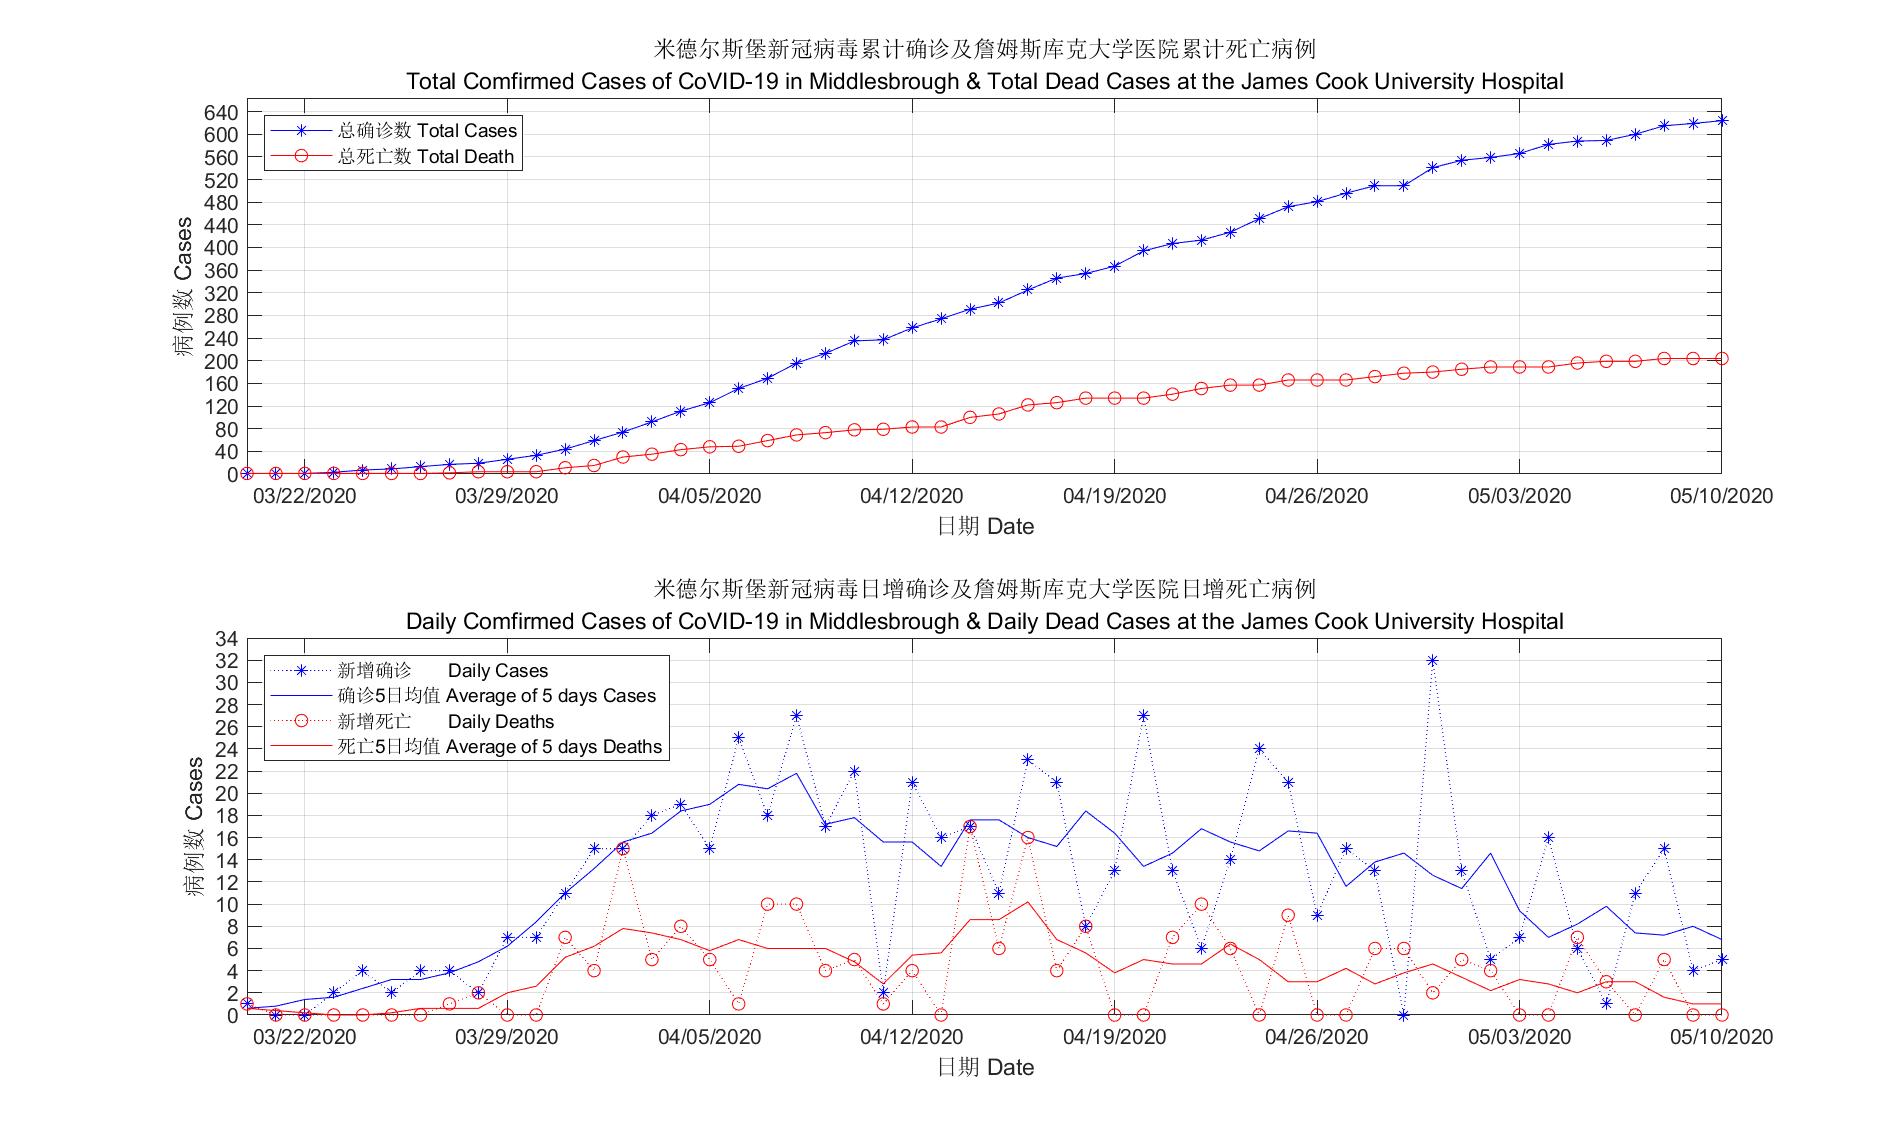 米德尔斯堡新冠病毒累计确诊及詹姆斯库克大学医院累计死亡病例
Total Comfirmed Cases of CoVID-19 in Middlesbrough & Total Dead Cases at the James Cook University Hospital
640
600
560
520
480
440
400
360
320
280
240
200
160
120
80
40
0
病例数 Cases
总确诊数 Total Cases
总死亡数 Total Death
03/22/2020 03/29/2020 04/05/2020 04/12/2020 04/19/2020 04/26/2020 05/03/2020 05/10/2020
日期 Date
米德尔斯堡新冠病毒日增确诊及詹姆斯库克大学医院日增死亡病例
Daily Comfirmed Cases of CoVID-19 in Middlesbrough & Daily Dead Cases at the James Cook University Hospital
34
32
30
28
26
24
22
20
18
16
14
12
10
8
6
4
2
0
病例数 Cases
新增确诊 Daily Cases
确诊5日均值 Average of 5 days Cases
新增死亡 Daily Deaths
死亡5日均值 Average of 5 days Deaths
03/22/2020 03/29/2020 04/05/2020 04/12/2020 04/19/2020 04/26/2020 05/03/2020 05/10/2020
日期 Date